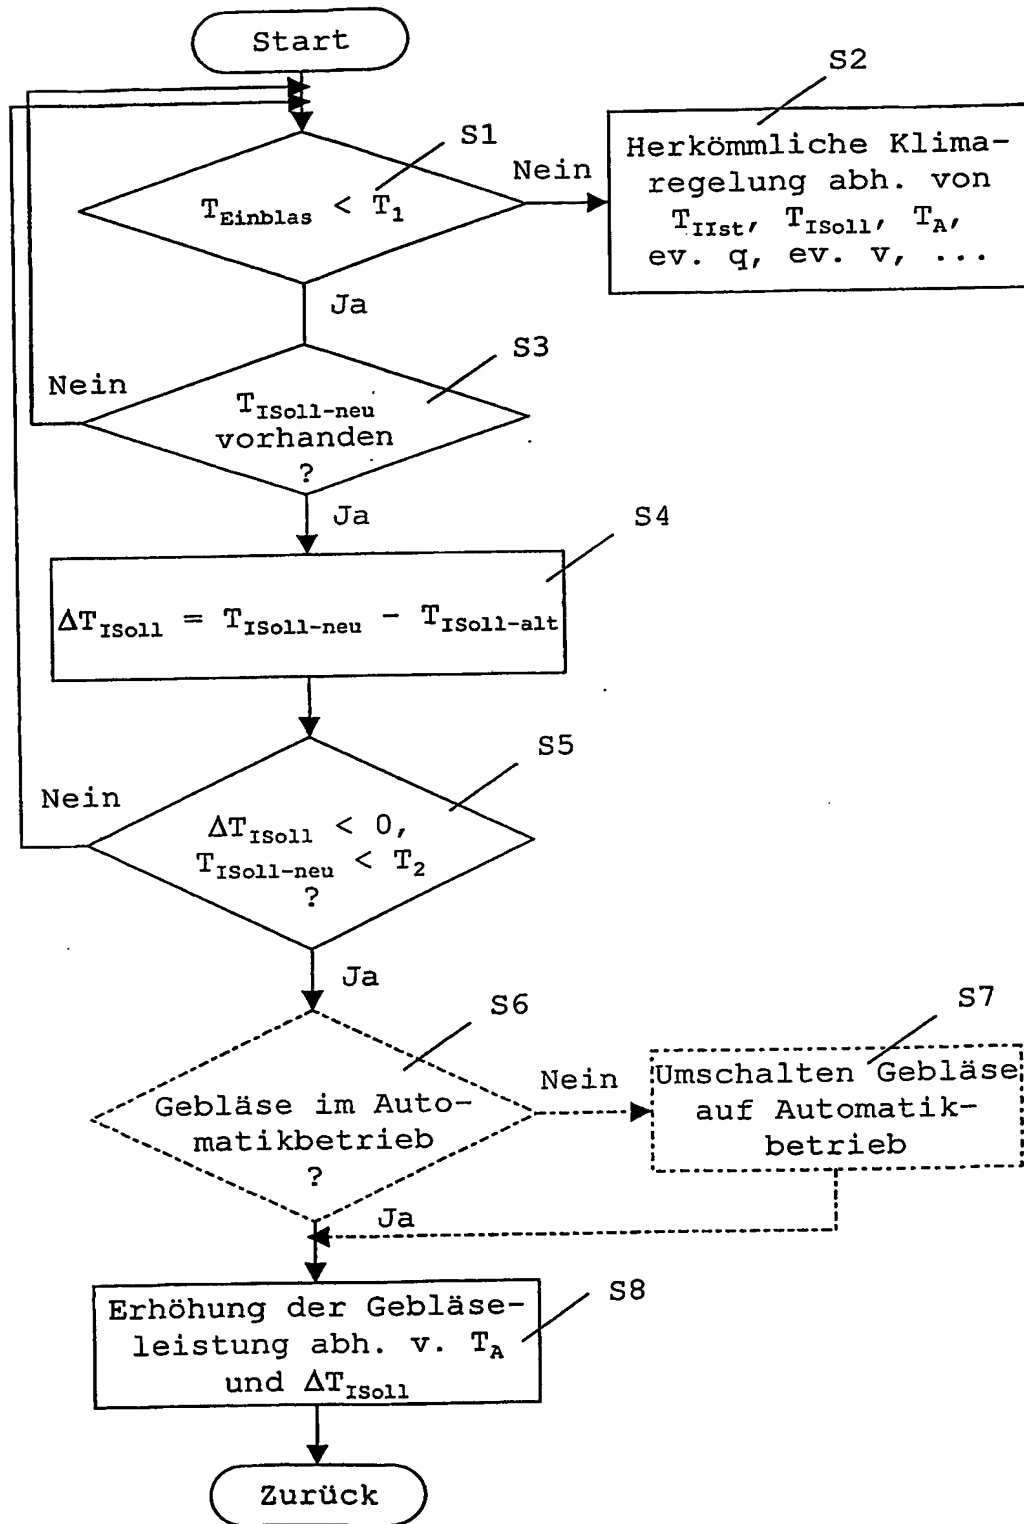 Start
S2
S1
Herkömmliche Klima-
regelung abh. von
T_IIst, T_ISoll, T_A,
ev. q, ev. v, ...
Nein
T_Einblas < T_1
Ja
S3
Nein
T_ISoll-neu
vorhanden
?
Ja
S4
ΔT_ISoll = T_ISoll-neu - T_ISoll-alt
S5
Nein
ΔT_ISoll < 0,
T_ISoll-neu < T_2
?
Ja
S6
S7
Nein
Umschalten Gebläse
auf Automatik-
betrieb
Gebläse im Auto-
matikbetrieb
?
Ja
S8
Erhöhung der Gebläse-
leistung abh. v. T_A
und ΔT_ISoll
Zurück